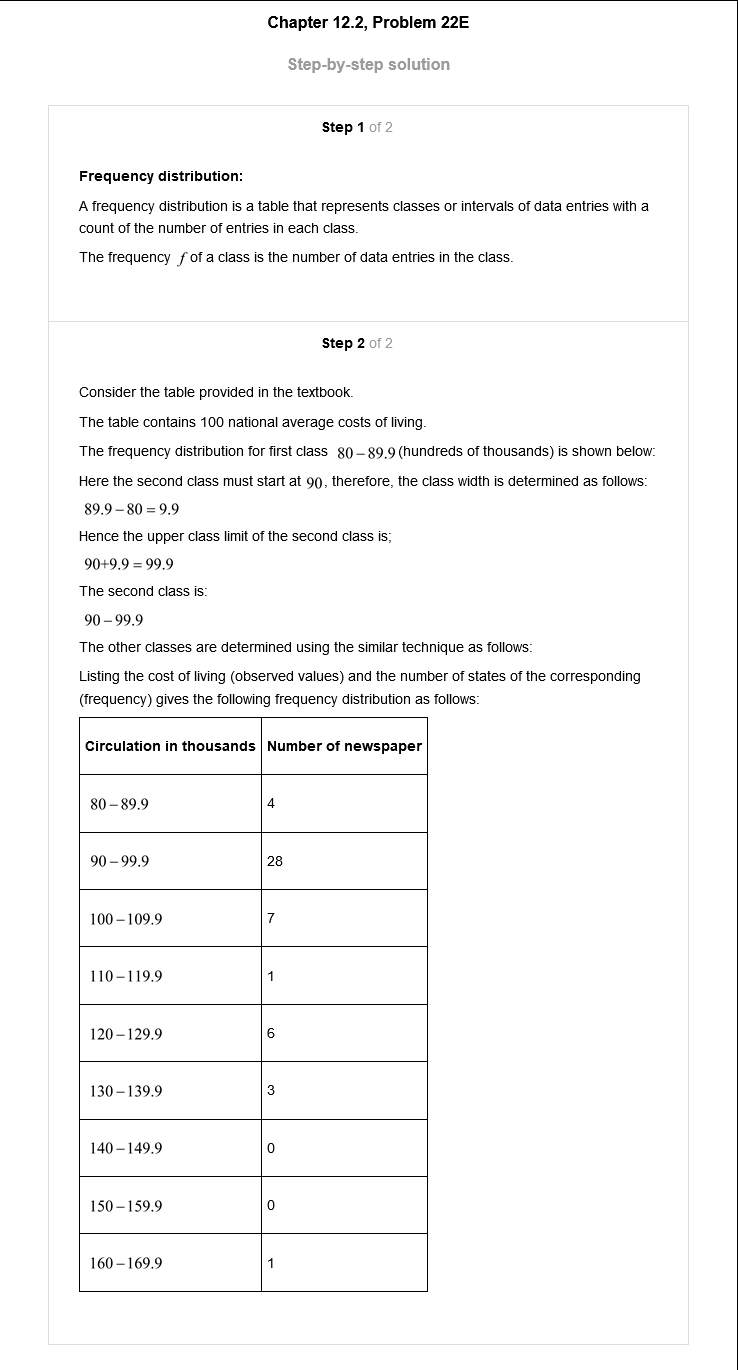 Chapter 12.2, Problem 22E
Step-by-step solution
Step 1 of 2
Frequency distribution:
A frequency distribution is a table that represents classes or intervals of data entries with a
count of the number of entries in each class.
The frequency f of a class is the number of data entries in the class.
Step 2 of 2
Consider the table provided in the textbook.
The table contains 100 national average costs of living.
The frequency distribution for first class 80 – 89.9 (hundreds of thousands) is shown below:
Here the second class must start at 90, therefore, the class width is determined as follows:
89.9 – 80 = 9.9
Hence the upper class limit of the second class is;
90+9.9 = 99.9
The second class is:
90 – 99.9
The other classes are determined using the similar technique as follows:
Listing the cost of living (observed values) and the number of states of the corresponding
(frequency) gives the following frequency distribution as follows:
Circulation in thousands Number of newspaper
80 – 89.9 4
90 – 99.9 28
100 – 109.9 7
110 – 119.9 1
120 – 129.9 6
130 – 139.9 3
140 – 149.9 0
150 – 159.9 0
160 – 169.9 1